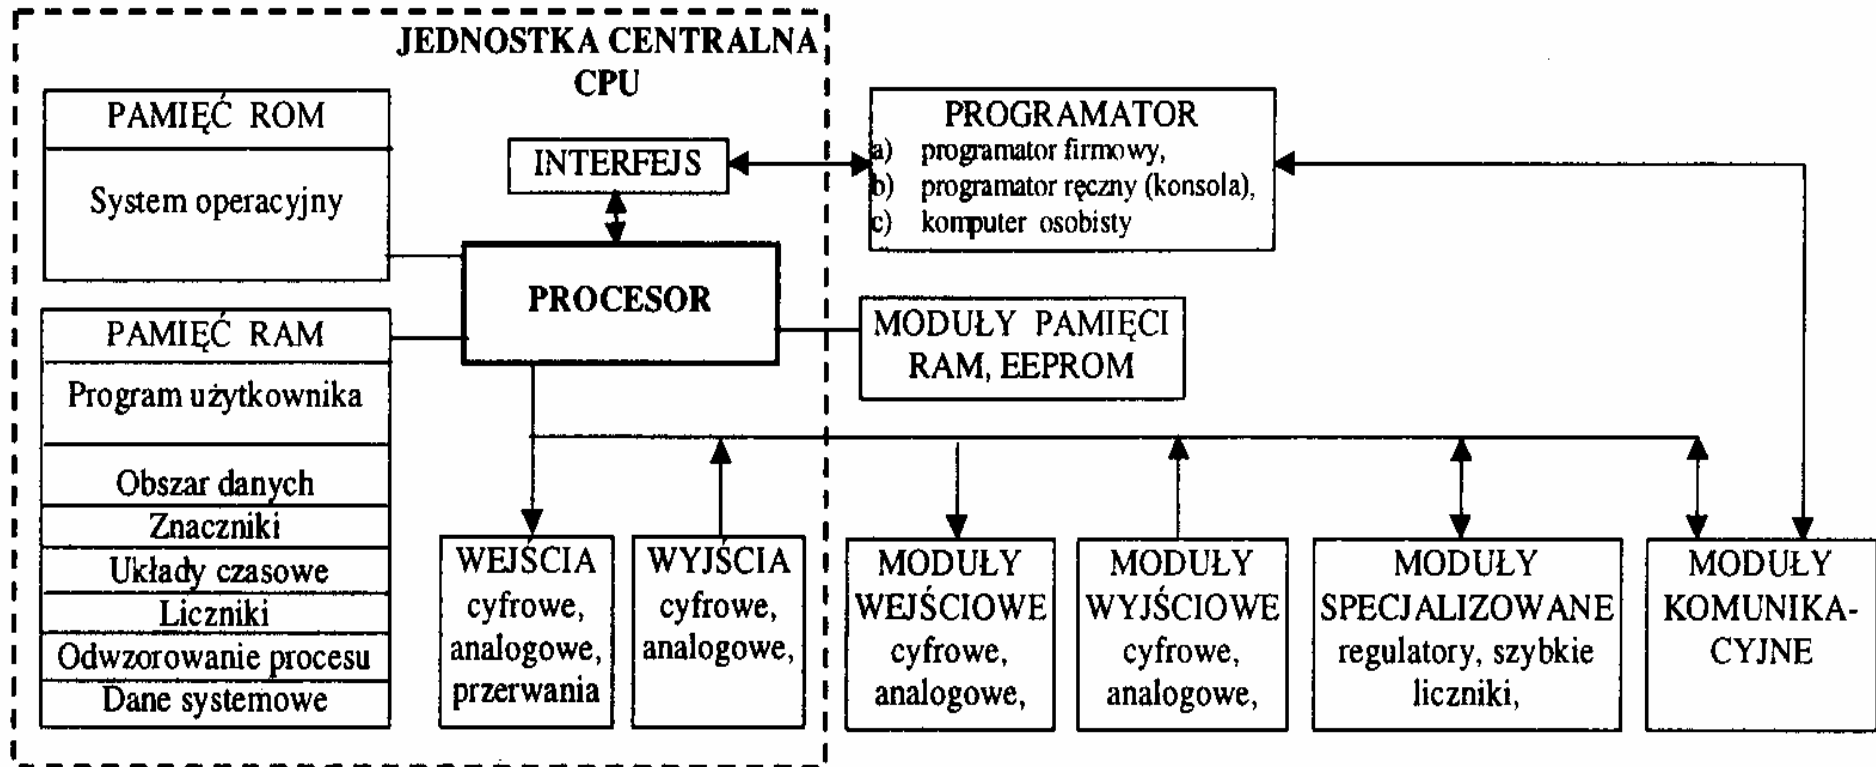 JEDNOSTKA CENTRALNA
CPU
PAMIĘĆ ROM
System operacyjny
PAMIĘĆ RAM
Program użytkownika
Obszar danych
Znaczniki
Układy czasowe
Liczniki
Odwzorowanie procesu
Dane systemowe
INTERFEJS
PROCESOR
WEJŚCIA
cyfrowe,
analogowe,
przerwania
WYJŚCIA
cyfrowe,
analogowe,
PROGRAMATOR
a) programator firmowy,
b) programator ręczny (konsola),
c) komputer osobisty
MODUŁY PAMIĘCI
RAM, EEPROM
MODUŁY
WEJŚCIOWE
cyfrowe,
analogowe,
MODUŁY
WYJŚCIOWE
cyfrowe,
analogowe,
MODUŁY
SPECJALIZOWANE
regulatory, szybkie
liczniki,
MODUŁY
KOMUNIKA-
CYJNE